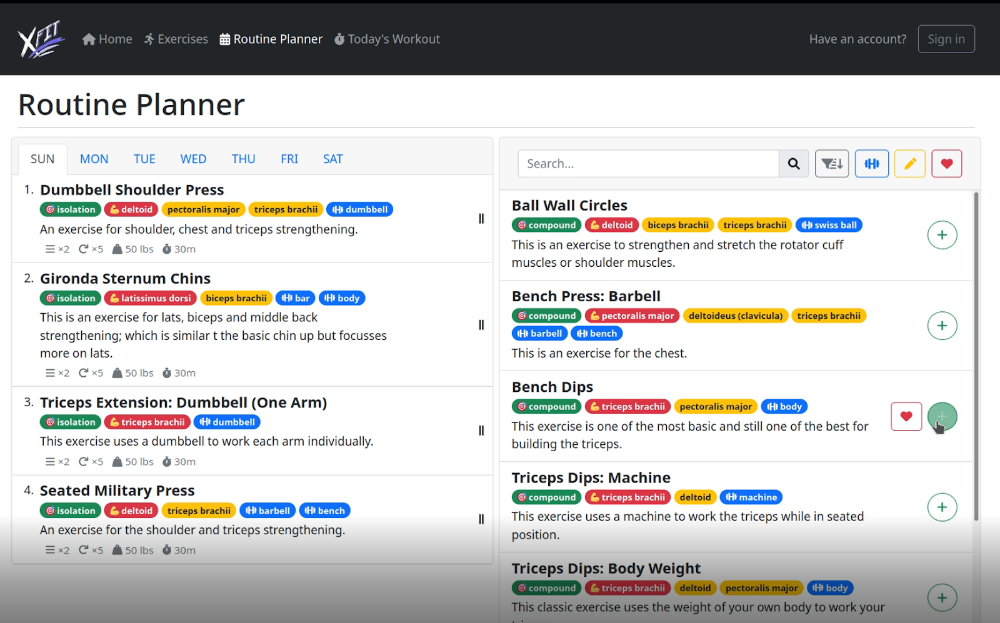 XFIT
Home Exercises Routine Planner Today's Workout Have an account? Sign in
Routine Planner
SUN MON TUE WED THU FRI SAT
1. Dumbbell Shoulder Press
isolation deltoid pectoralis major triceps brachii dumbbell
An exercise for shoulder, chest and triceps strengthening.
×2 ×5 50 lbs 30m
2. Gironda Sternum Chins
isolation latissimus dorsi biceps brachii bar body
This is an exercise for lats, biceps and middle back
strengthening; which is similar t the basic chin up but focusses
more on lats.
×2 ×5 50 lbs 30m
3. Triceps Extension: Dumbbell (One Arm)
isolation triceps brachii dumbbell
This exercise uses a dumbbell to work each arm individually.
×2 ×5 50 lbs 30m
4. Seated Military Press
isolation deltoid triceps brachii barbell bench
An exercise for the shoulder and triceps strengthening.
×2 ×5 50 lbs 30m
Search...
Ball Wall Circles
compound deltoid biceps brachii triceps brachii swiss ball
This is an exercise to strengthen and stretch the rotator cuff
muscles or shoulder muscles.
Bench Press: Barbell
compound pectoralis major deltoideus (clavicula) triceps brachii
barbell bench
This is an exercise for the chest.
Bench Dips
compound triceps brachii pectoralis major body
This exercise is one of the most basic and still one of the best for
building the triceps.
Triceps Dips: Machine
compound triceps brachii deltoid machine
This exercise uses a machine to work the triceps while in seated
position.
Triceps Dips: Body Weight
compound triceps brachii deltoid pectoralis major body
This classic exercise uses the weight of your own body to work your